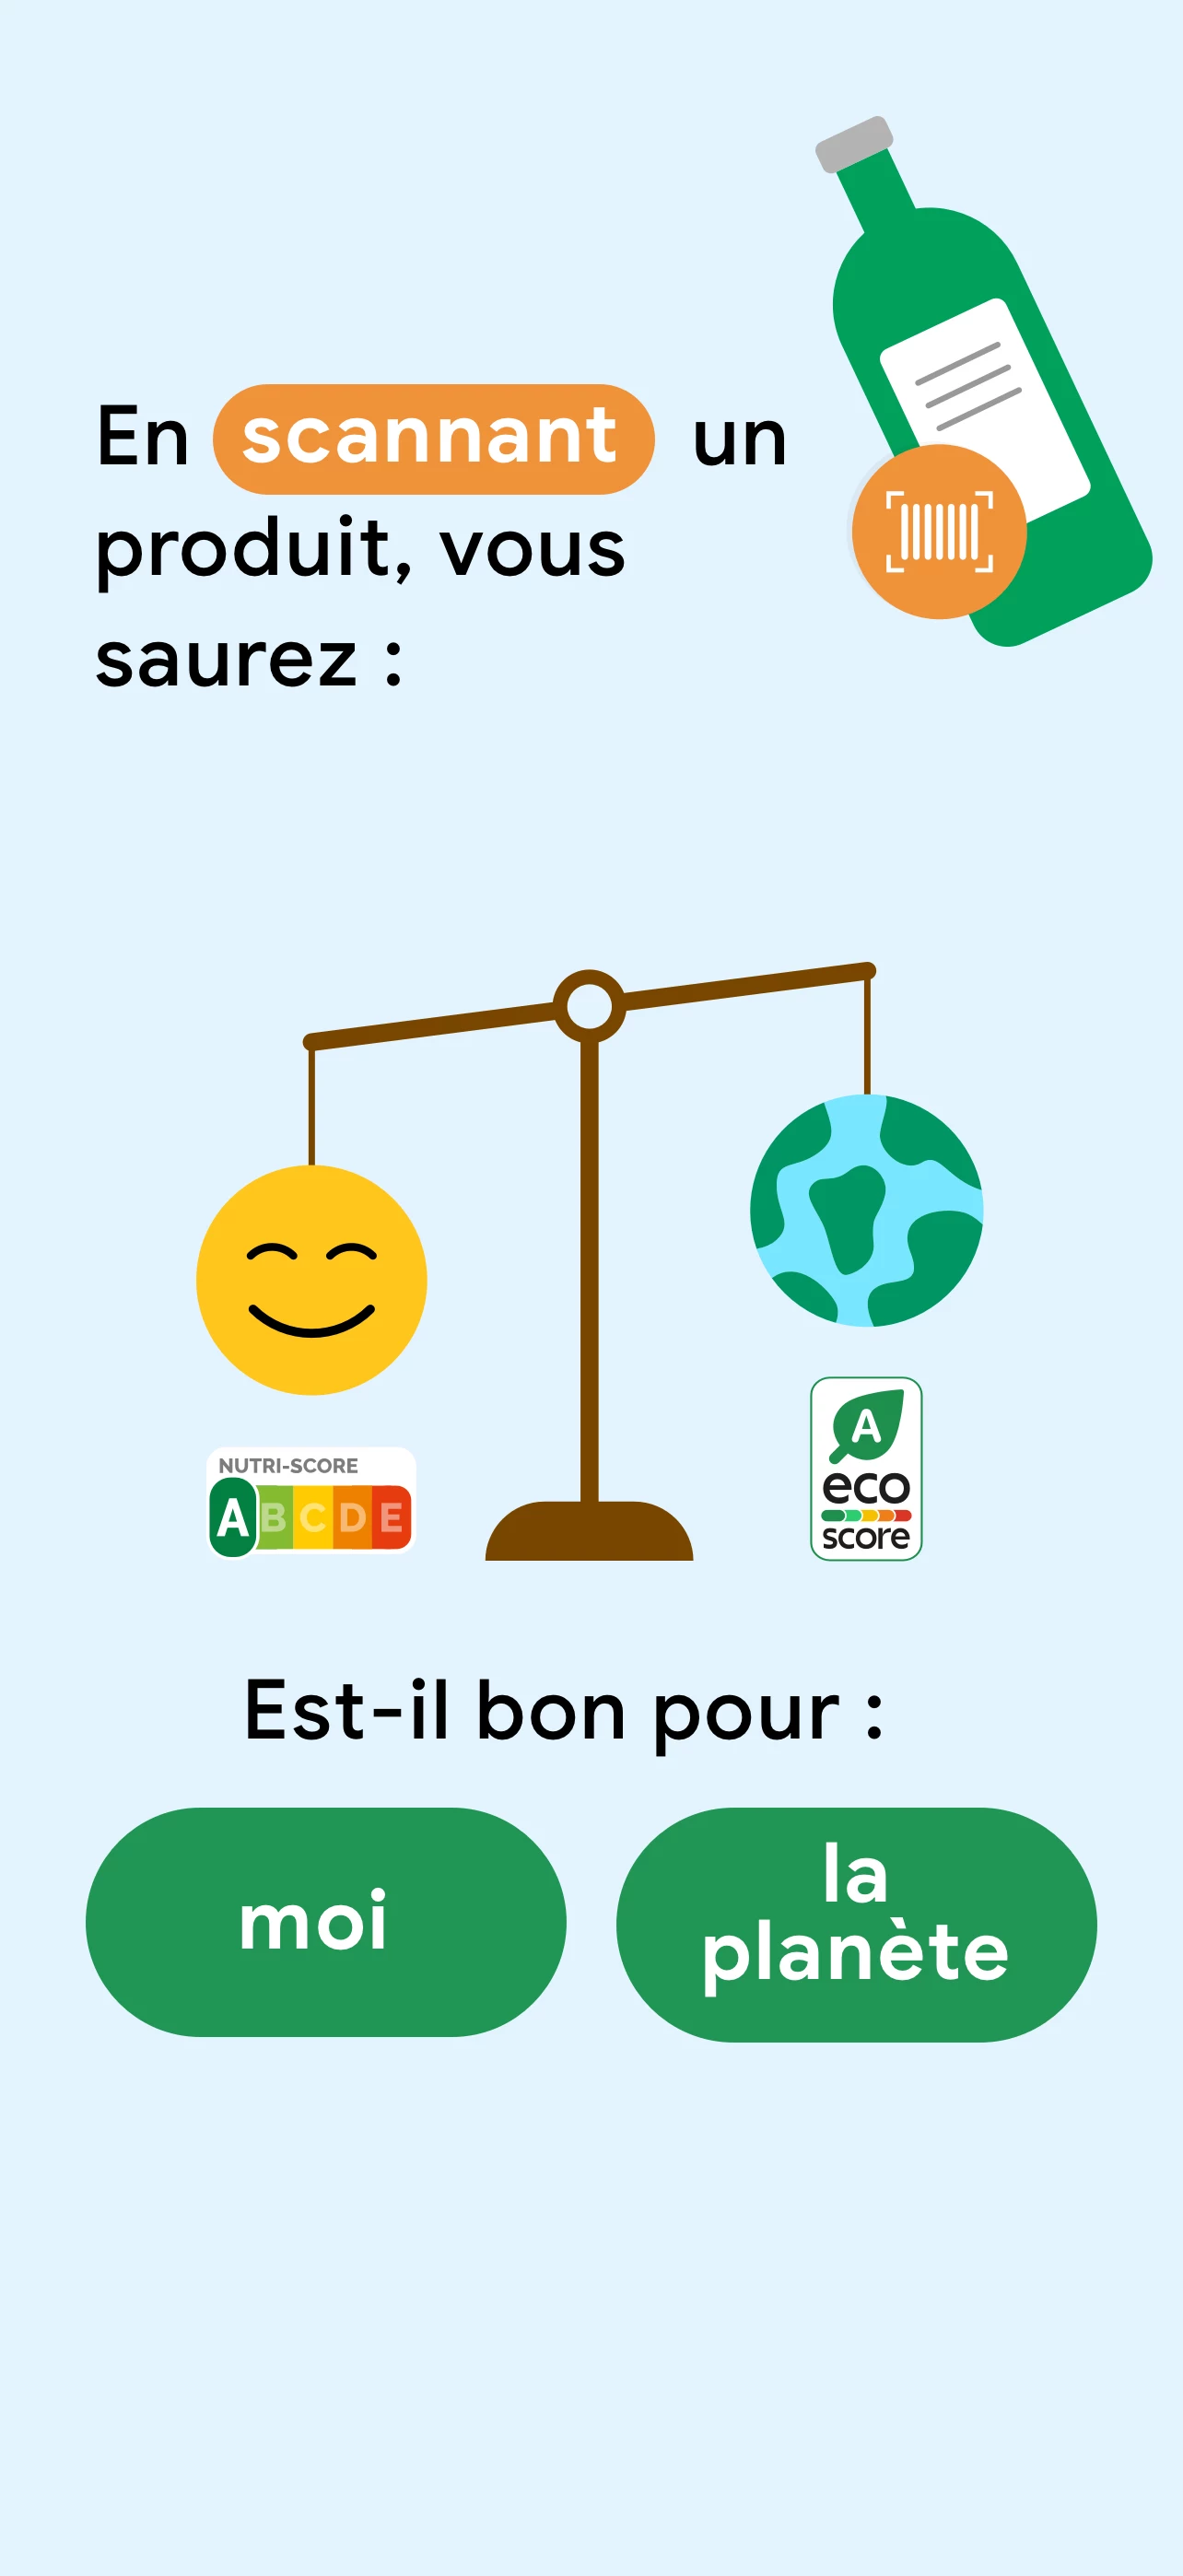 En scannant un
produit, vous
saurez :
NUTRI-SCORE
A B C D E
A
eco
score
Est-il bon pour :
moi
la
planète